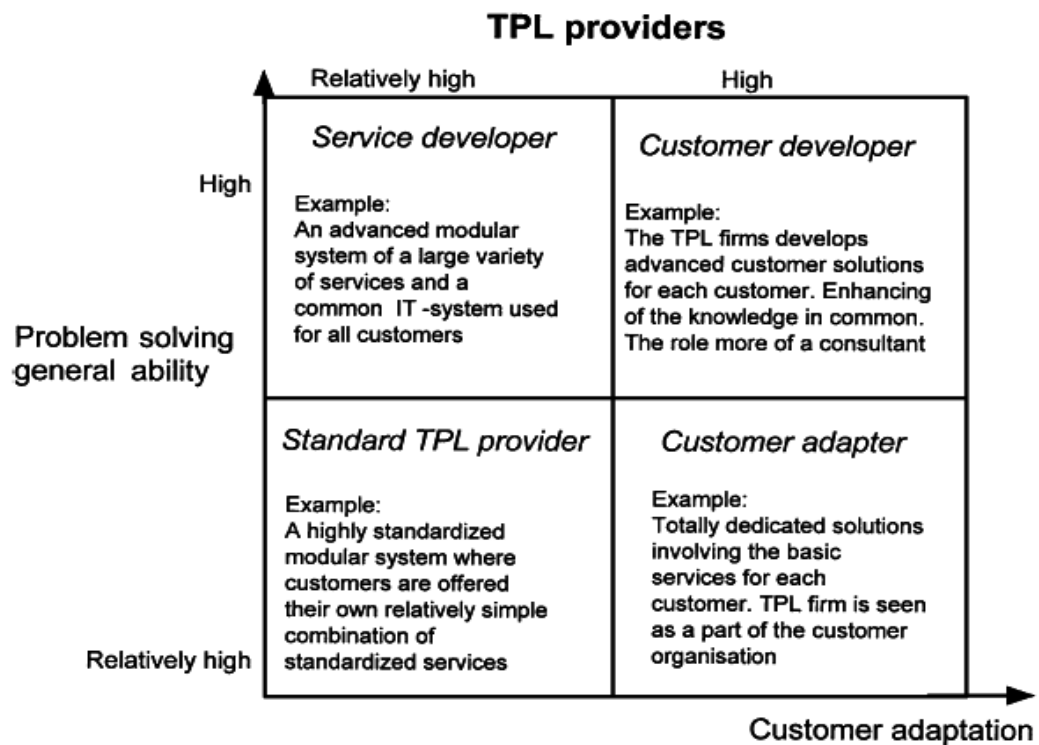 TPL providers
Relatively high
High
Service developer
Example:
An advanced modular
system of a large variety
of services and a
common IT -system used
for all customers
Customer developer
Example:
The TPL firms develops
advanced customer solutions
for each customer. Enhancing
of the knowledge in common.
The role more of a consultant
High
Problem solving
general ability
Relatively high
Standard TPL provider
Example:
A highly standardized
modular system where
customers are offered
their own relatively simple
combination of
standardized services
Customer adapter
Example:
Totally dedicated solutions
involving the basic
services for each
customer. TPL firm is seen
as a part of the customer
organisation
Customer adaptation